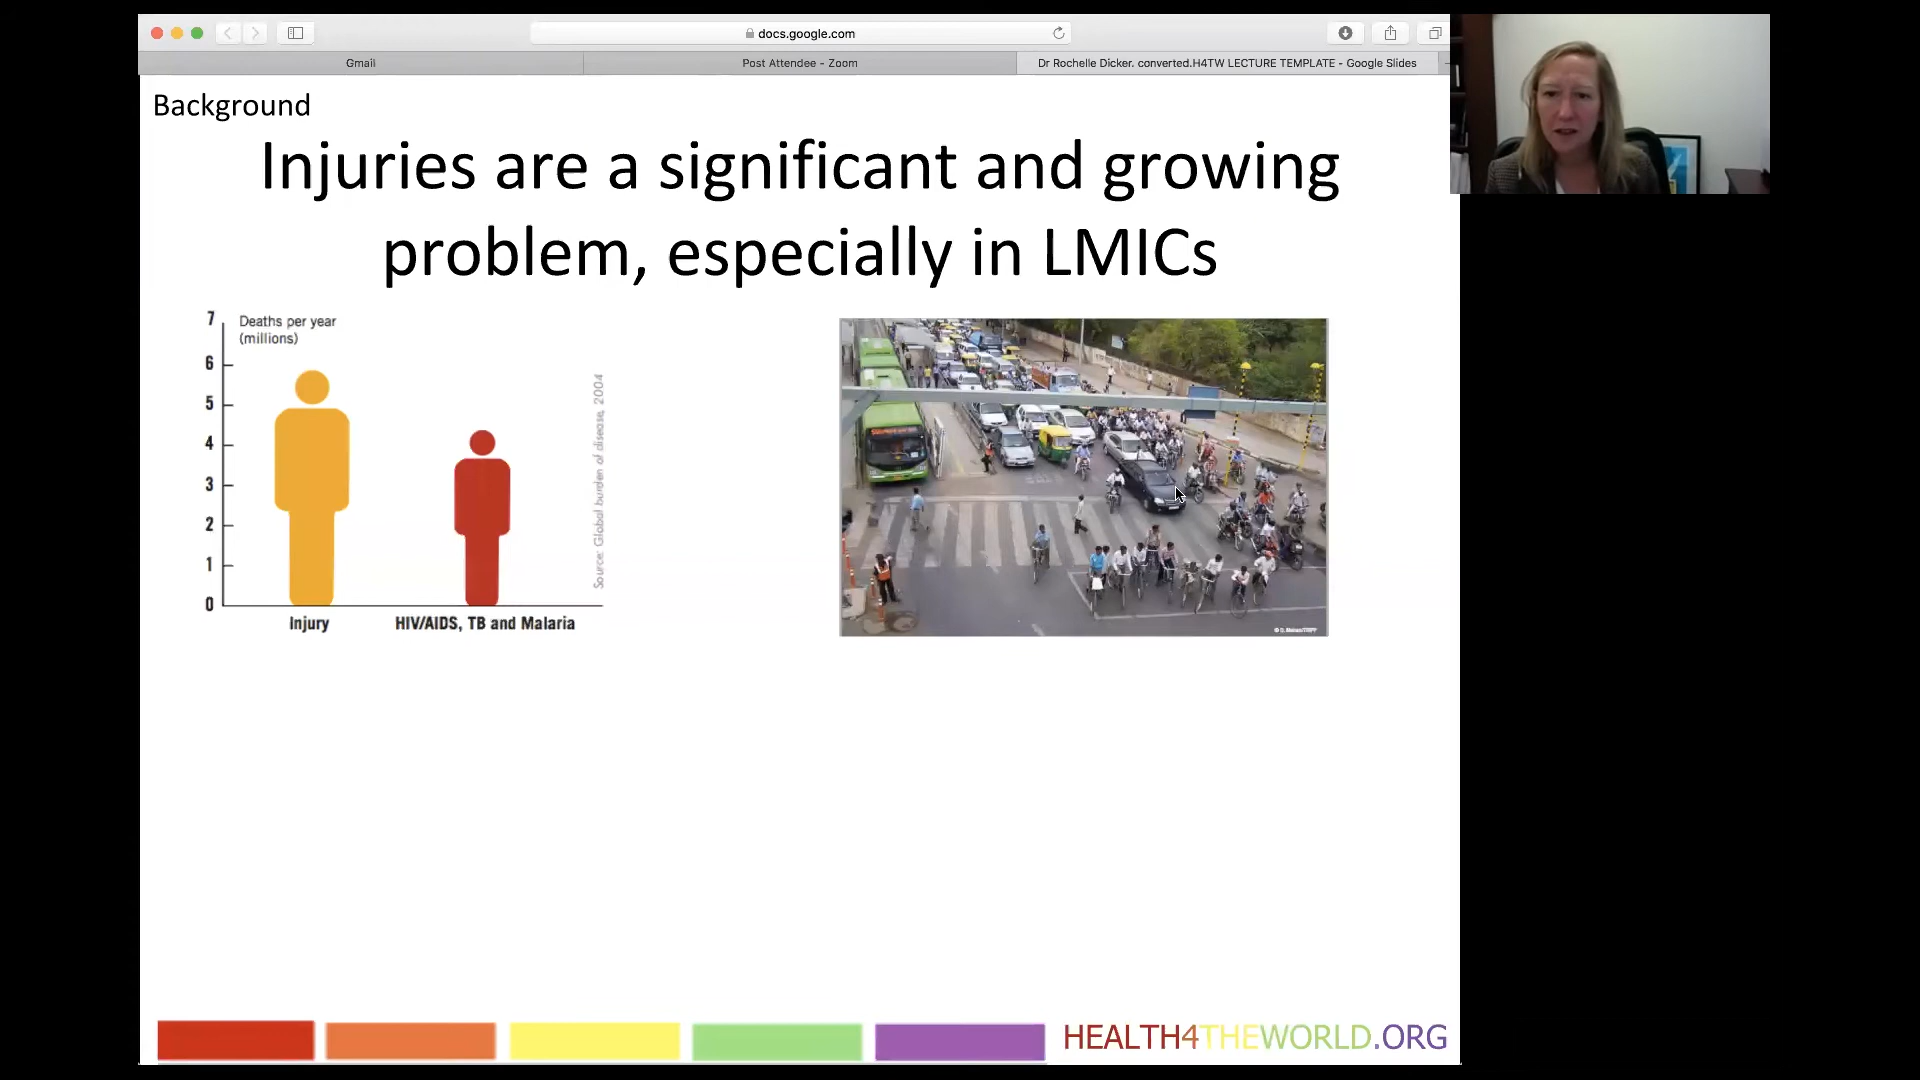 docs.google.com
Gmail
Post Attendee - Zoom
Dr Rochelle Dicker. converted.H4TW LECTURE TEMPLATE - Google Slides
Background
Injuries are a significant and growing
problem, especially in LMICs
7
Deaths per year
(millions)
6
5
4
3
2
1
0
Injury
HIV/AIDS, TB and Malaria
Source: Global burden of disease, 2004
HEALTH4THEWORLD.ORG